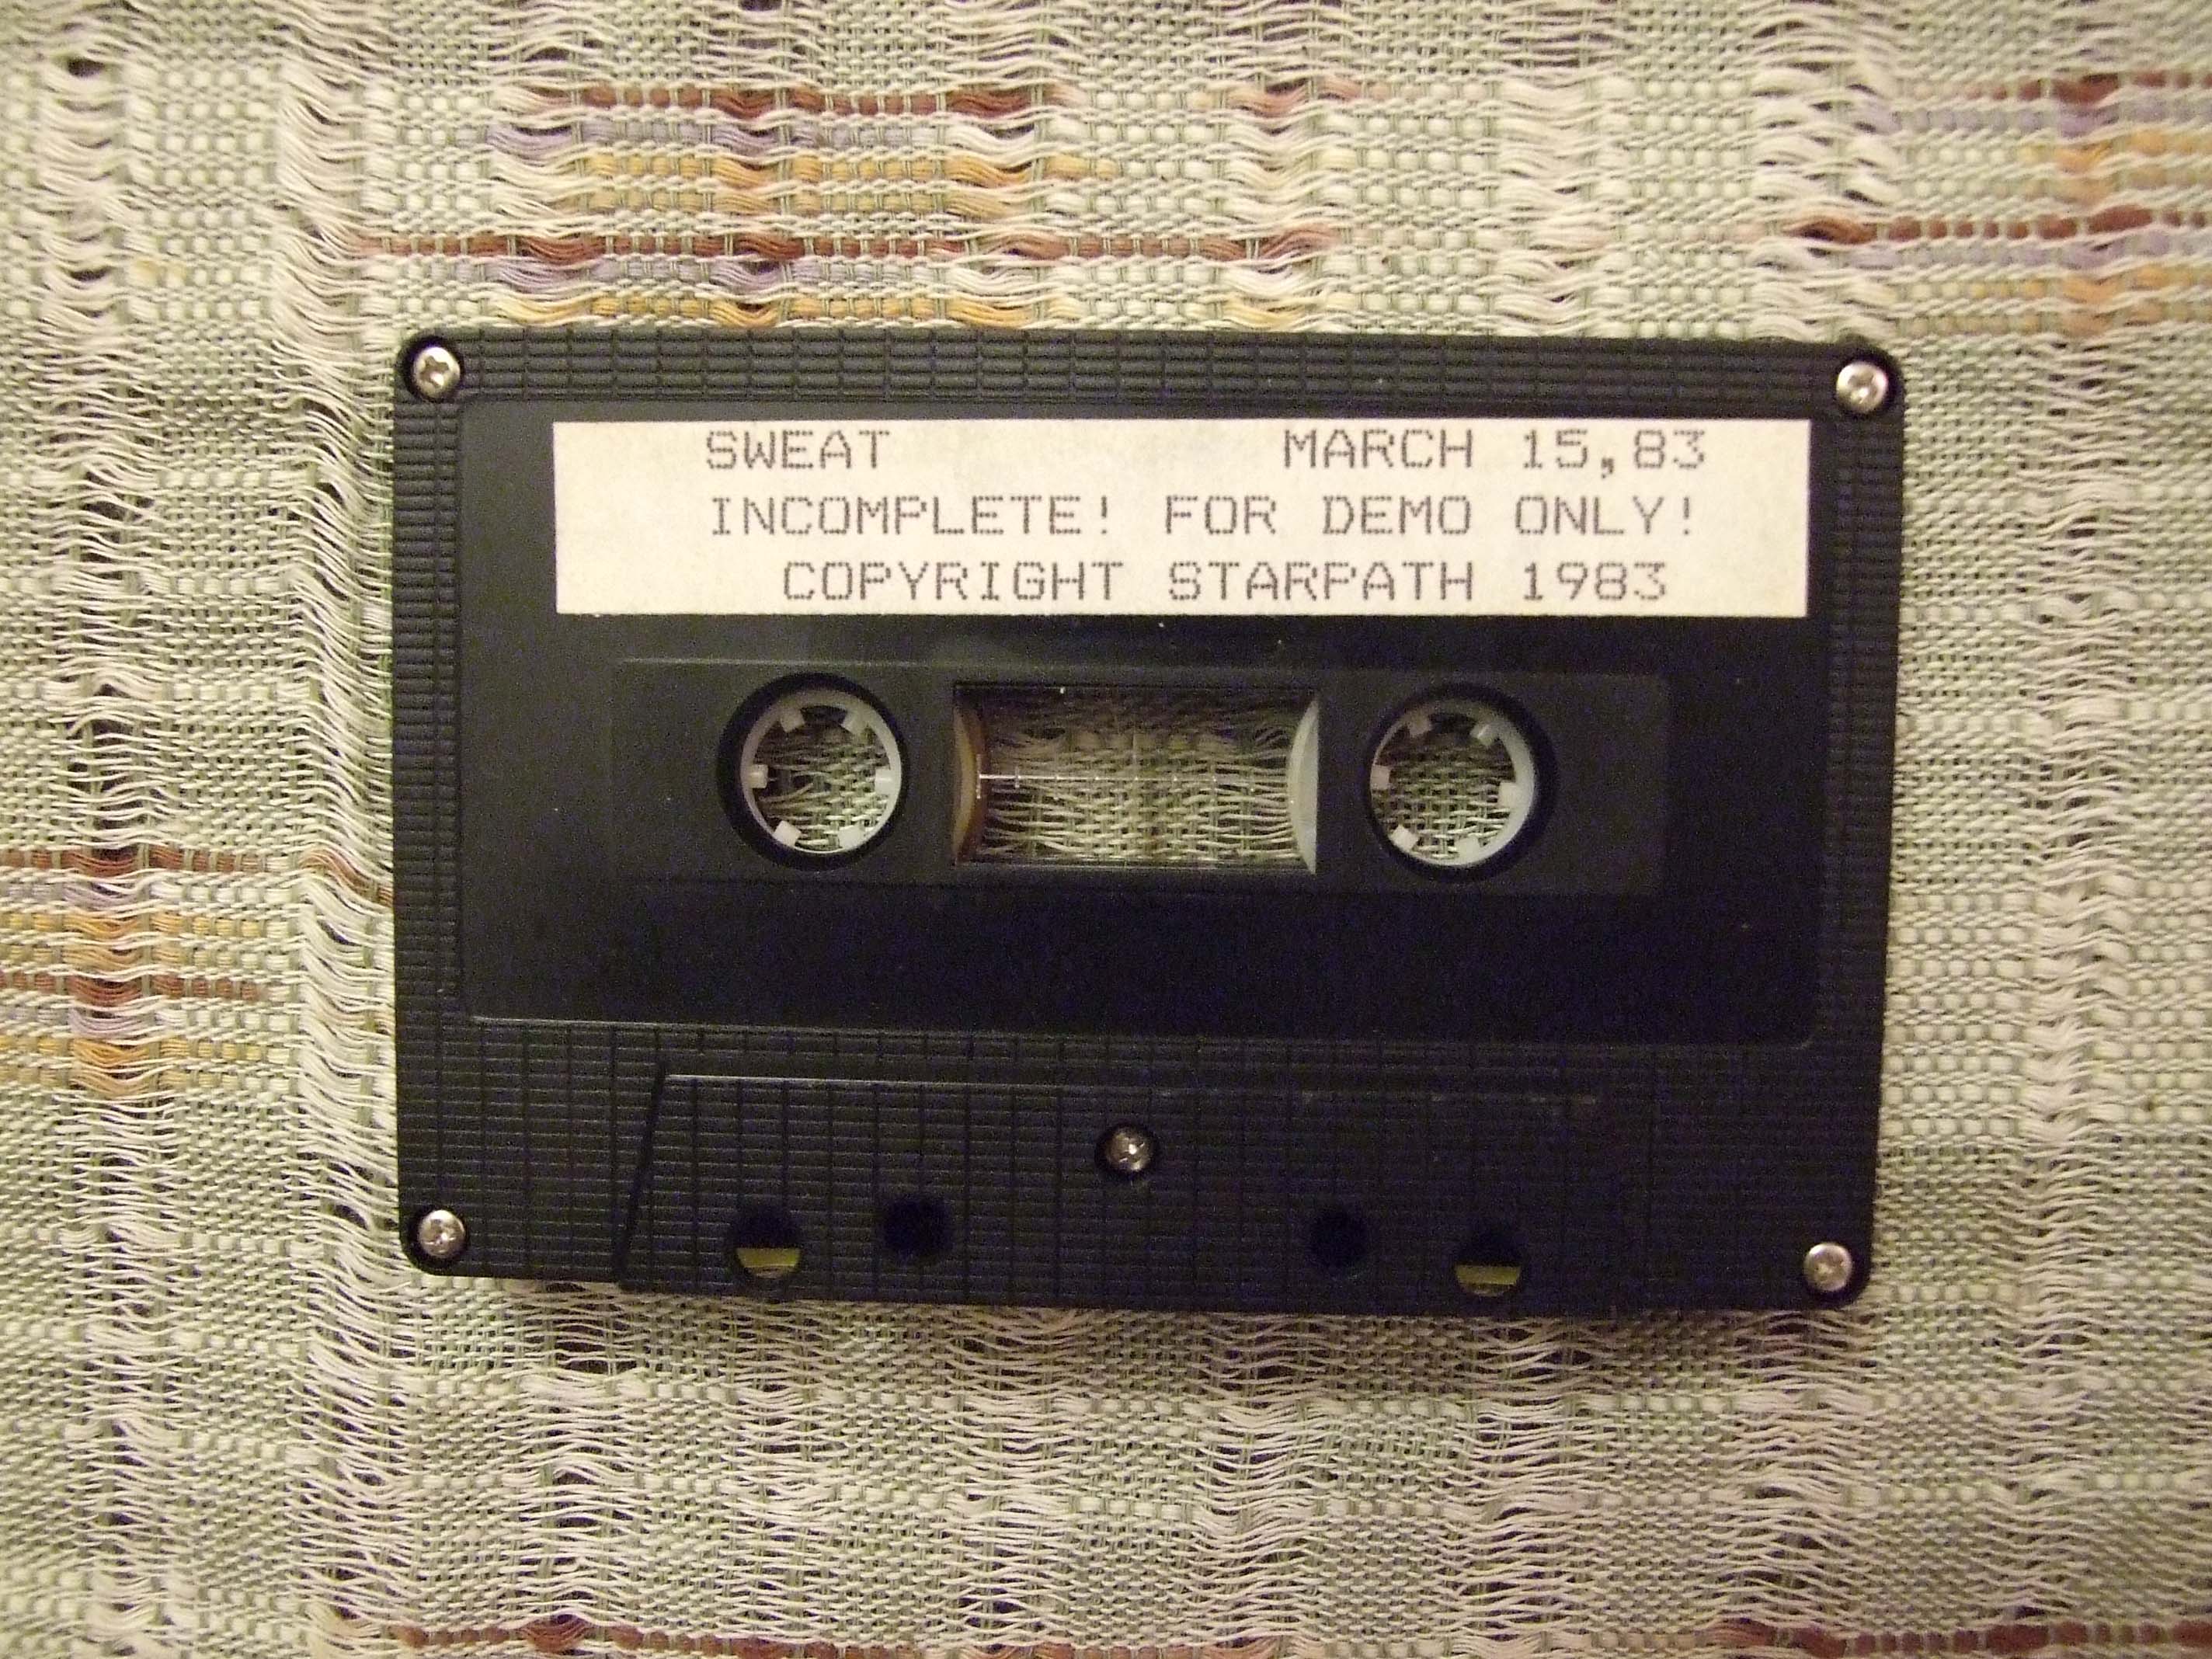 SWEAT MARCH 15,83
INCOMPLETE! FOR DEMO ONLY!
COPYRIGHT STARPATH 1983